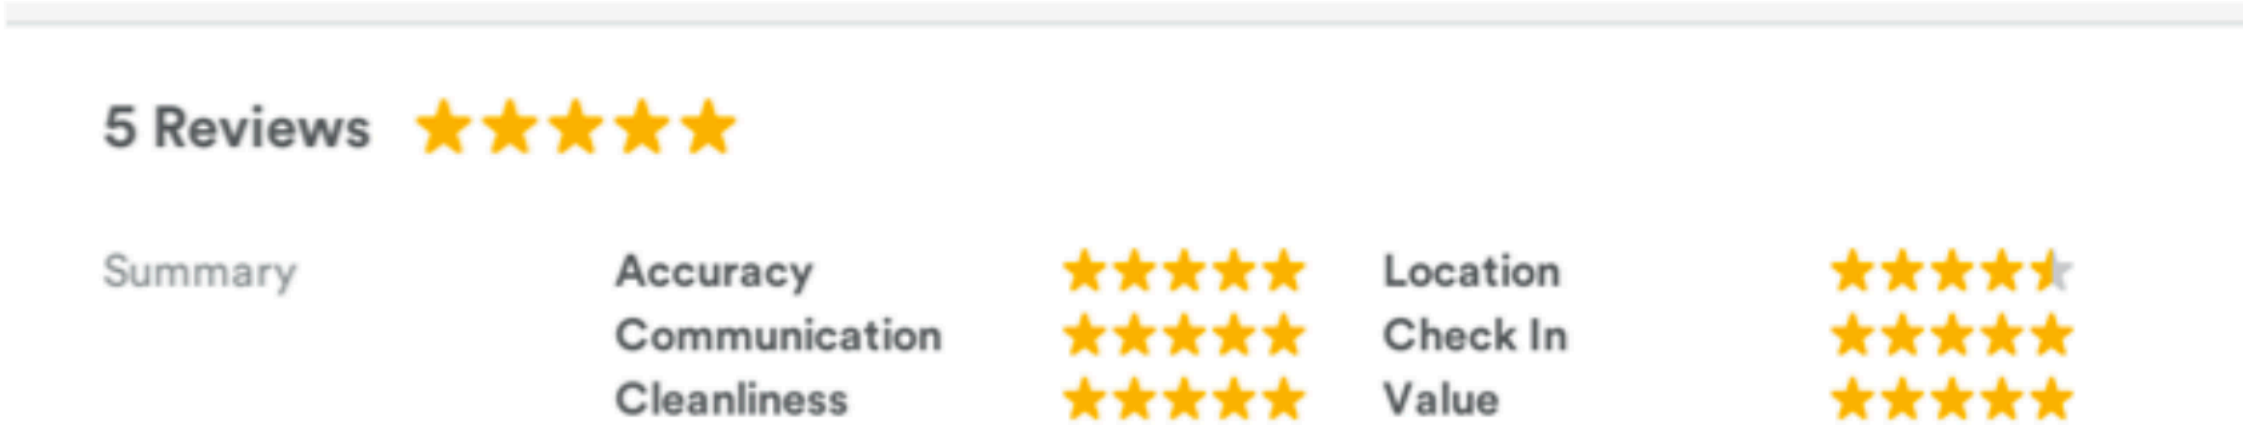 5 Reviews
Summary
Accuracy
Communication
Cleanliness
Location
Check In
Value